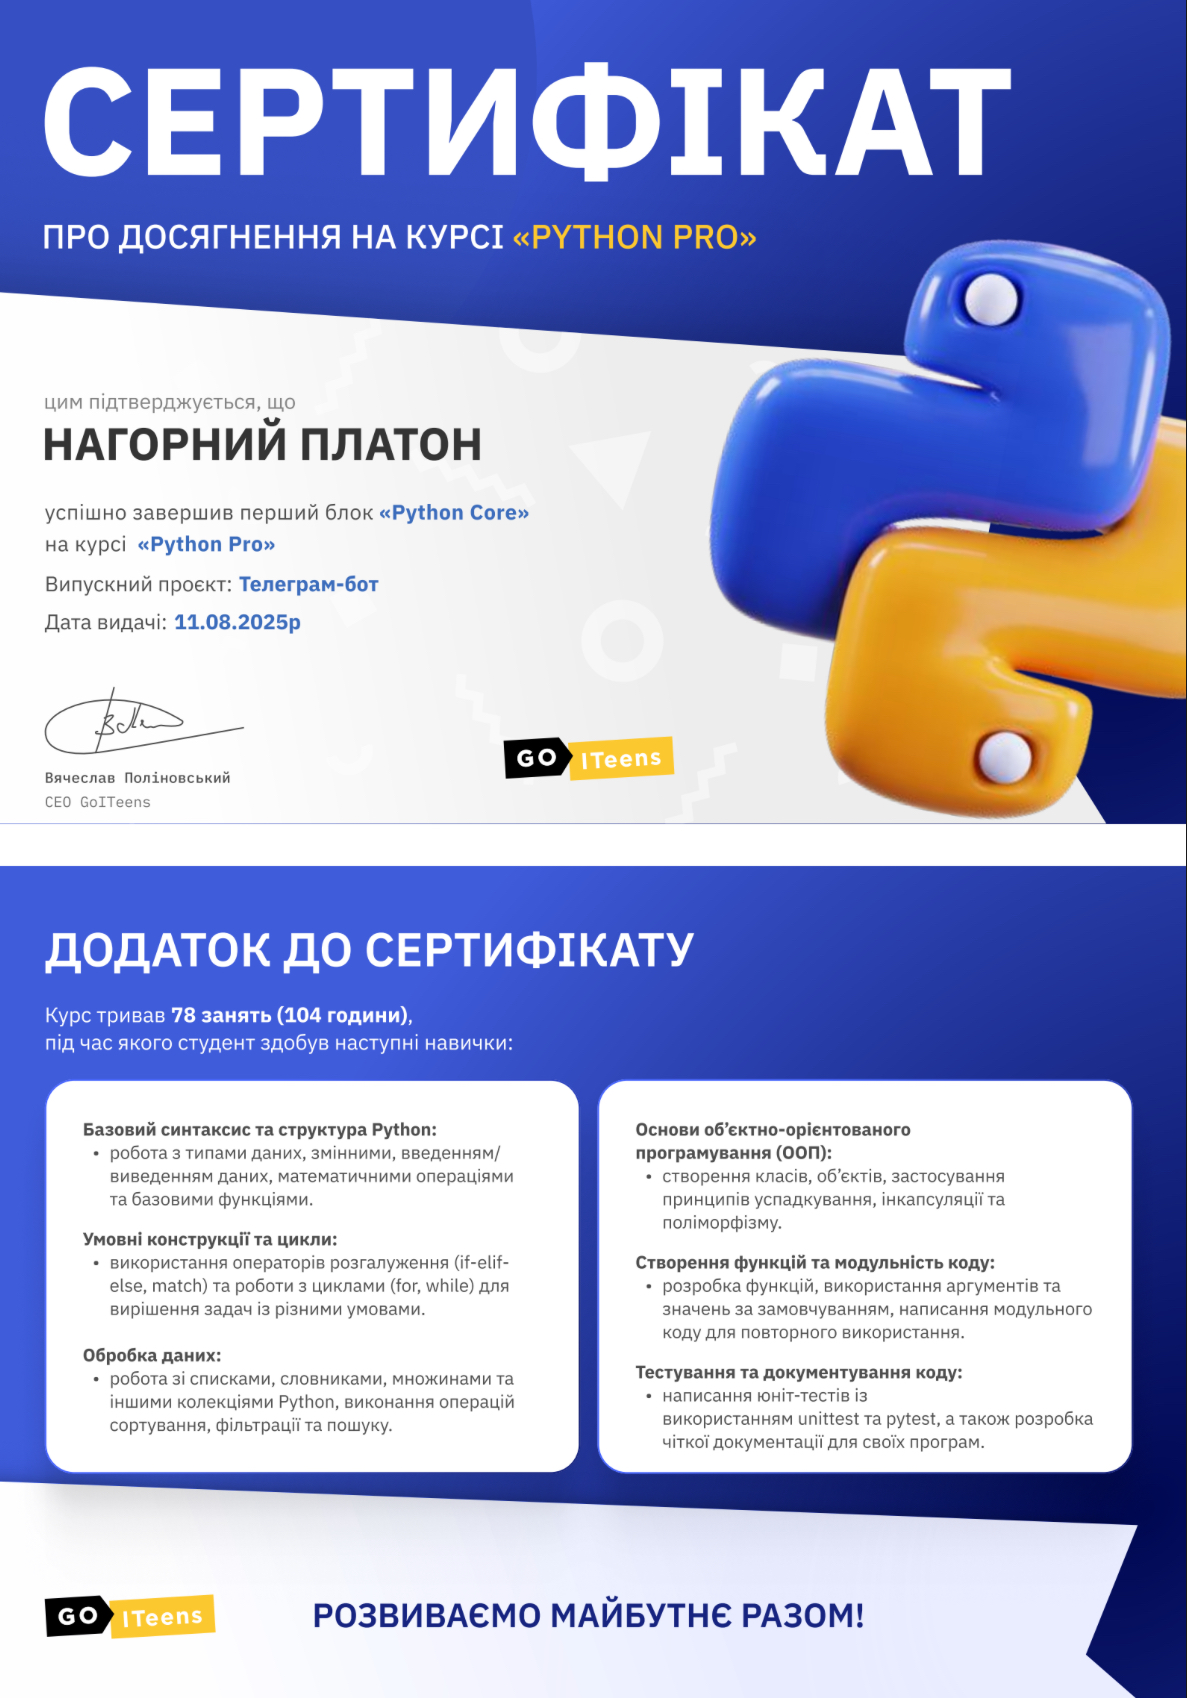 СЕРТИФІКАТ
ПРО ДОСЯГНЕННЯ НА КУРСІ «PYTHON PRO»
цим підтверджується, що
НАГОРНИЙ ПЛАТОН
успішно завершив перший блок «Python Core»
на курсі «Python Pro»
Випускний проєкт: Телеграм-бот
Дата видачі: 11.08.2025р
Вячеслав Поліновський
CEO GoITeens
GO ITeens
ДОДАТОК ДО СЕРТИФІКАТУ
Курс тривав 78 занять (104 години),
під час якого студент здобув наступні навички:
Базовий синтаксис та структура Python:
• робота з типами даних, змінними, введенням/
виведенням даних, математичними операціями
та базовими функціями.
Умовні конструкції та цикли:
• використання операторів розгалуження (if-elif-
else, match) та роботи з циклами (for, while) для
вирішення задач із різними умовами.
Обробка даних:
• робота зі списками, словниками, множинами та
іншими колекціями Python, виконання операцій
сортування, фільтрації та пошуку.
Основи об’єктно-орієнтованого
програмування (ООП):
• створення класів, об’єктів, застосування
принципів успадкування, інкапсуляції та
поліморфізму.
Створення функцій та модульність коду:
• розробка функцій, використання аргументів та
значень за замовчуванням, написання модульного
коду для повторного використання.
Тестування та документування коду:
• написання юніт-тестів із
використанням unittest та pytest, а також розробка
чіткої документації для своїх програм.
GO ITeens
РОЗВИВАЄМО МАЙБУТНЄ РАЗОМ!